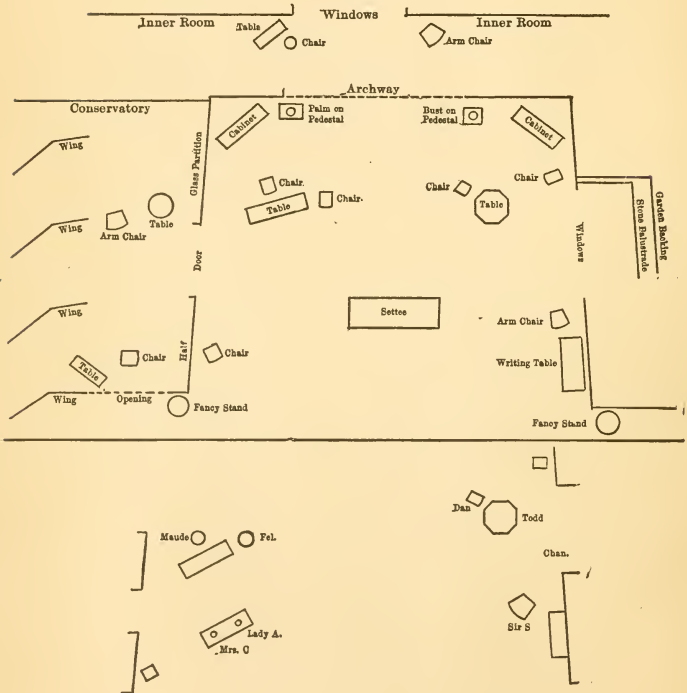 Windows
Inner Room
Table
Chair
Inner Room
Arm Chair
Archway
Conservatory
Cabinet
Palm on
Pedestal
Bust on
Pedestal
Cabinet
Wing
Glass Partition
Chair.
Chair.
Table
Chair
Chair
Table
Wing
Arm Chair
Table
Door
Windows
Stons Palustrade
Garden Backing
Wing
Settee
Arm Chair
Chair
Table
Half
Chair
Writing Table
Wing
Opening
Fancy Stand
Fancy Stand
Dan
Todd
Maude
Fel.
Chan.
Lady A.
Mrs. C
Sir S